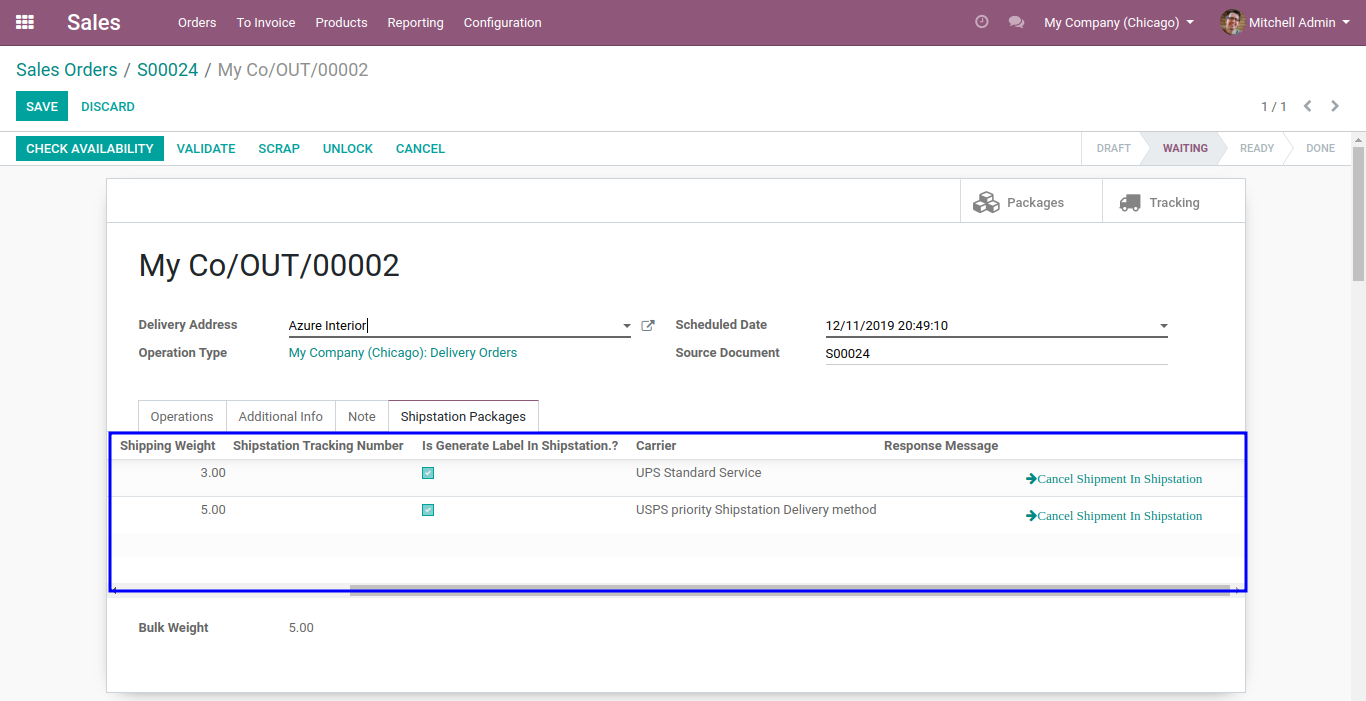 Sales Orders To Invoice Products Reporting Configuration My Company (Chicago) Mitchell Admin
Sales Orders / S00024 / My Co/OUT/00002
SAVE DISCARD 1 / 1
CHECK AVAILABILITY VALIDATE SCRAP UNLOCK CANCEL DRAFT WAITING READY DONE
Packages Tracking
My Co/OUT/00002
Delivery Address Azure Interior Scheduled Date 12/11/2019 20:49:10
Operation Type My Company (Chicago): Delivery Orders Source Document S00024
Operations Additional Info Note Shipstation Packages
Shipping Weight Shipstation Tracking Number Is Generate Label In Shipstation.? Carrier Response Message
3.00 UPS Standard Service Cancel Shipment In Shipstation
5.00 USPS priority Shipstation Delivery method Cancel Shipment In Shipstation
Bulk Weight 5.00